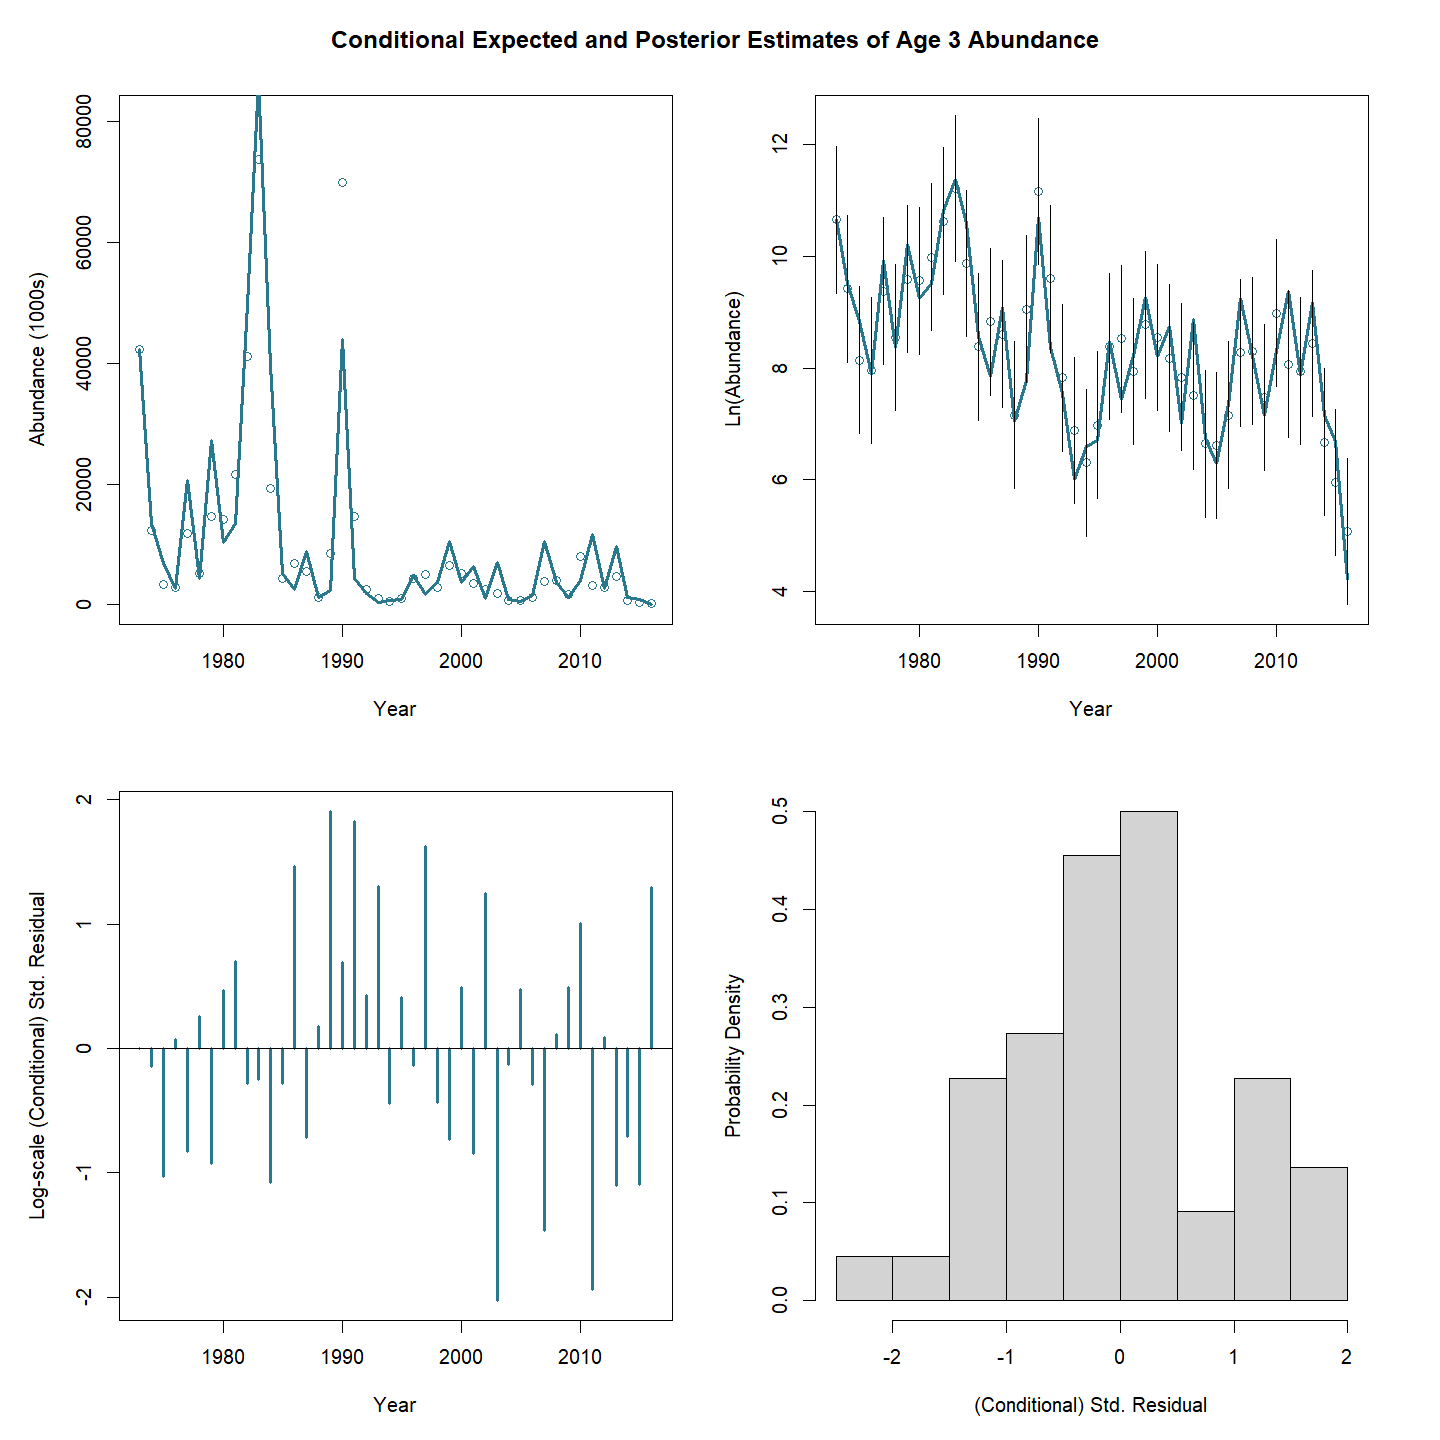 Conditional Expected and Posterior Estimates of Age 3 Abundance
Abundance (1000s)
80000
60000
40000
20000
0
1980 1990 2000 2010
Year
Ln(Abundance)
12
10
8
6
4
1980 1990 2000 2010
Year
Log-scale (Conditional) Std. Residual
2
1
0
-1
-2
1980 1990 2000 2010
Year
Probability Density
0.5
0.4
0.3
0.2
0.1
0.0
-2 -1 0 1 2
(Conditional) Std. Residual